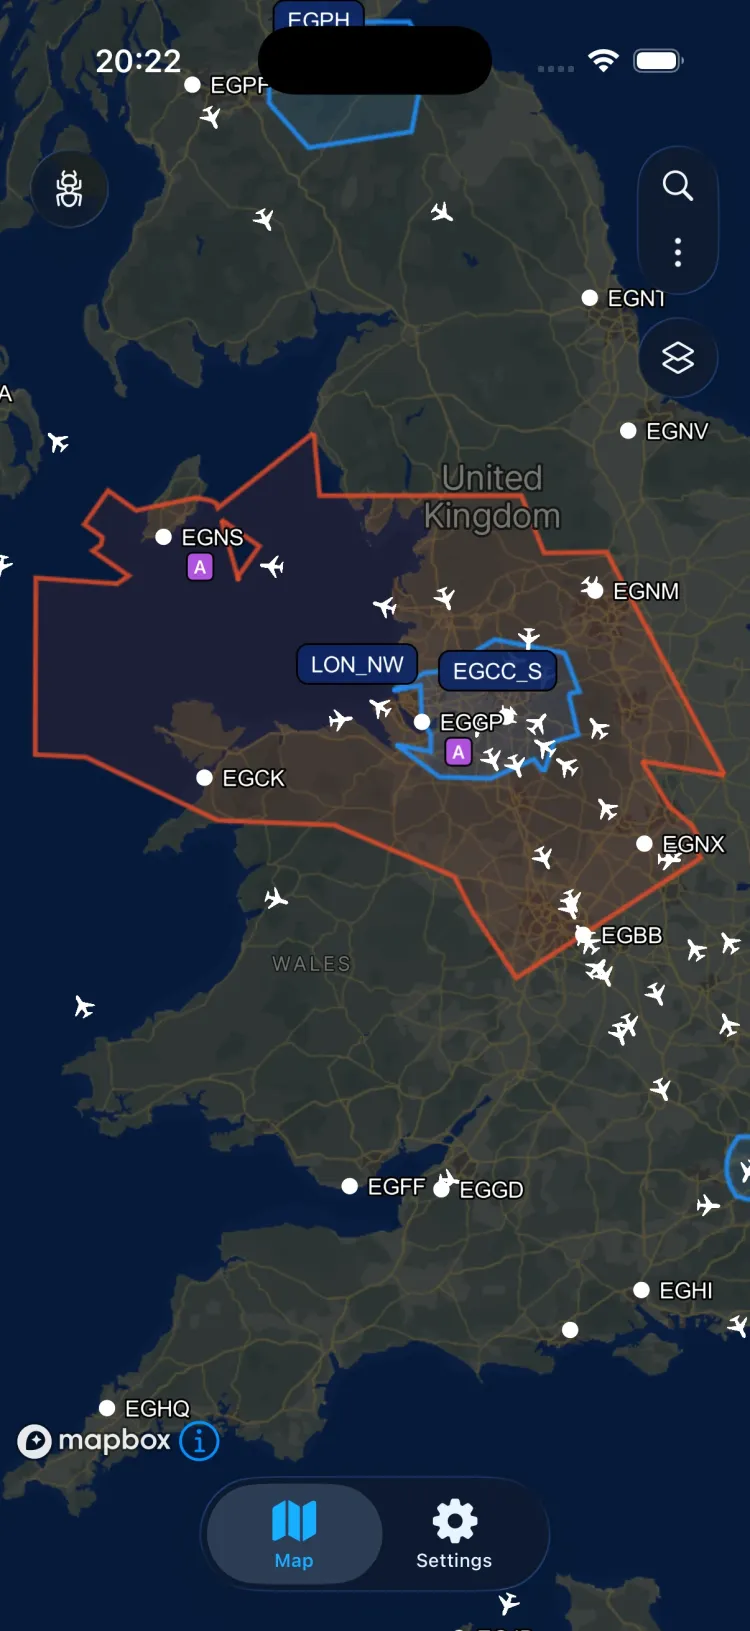 EGPH
20:22
EGPF
EGNT
A
EGNV
United
Kingdom
EGNS
A
EGNM
LON_NW
EGCC_S
EGGP
A
EGCK
EGNX
EGBB
WALES
EGFF
EGGD
EGHI
EGHQ
mapbox
Map
Settings